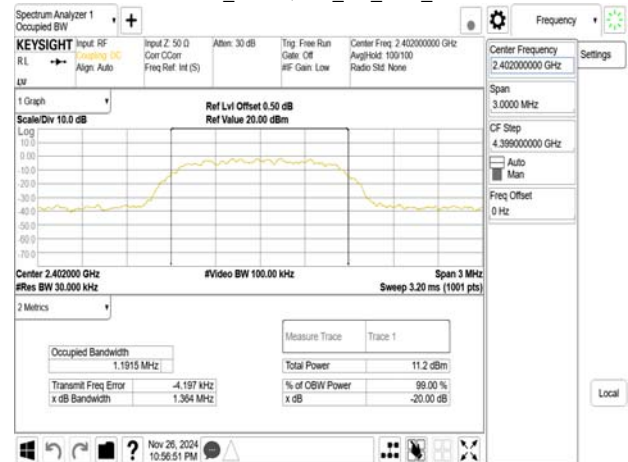 Spectrum Analyzer 1
Occupied BW
Frequency
KEYSIGHT
Input: RF
Coupling: DC
Align: Auto
Input Z: 50 Ω
Corr CCorr
Freq Ref: Int (S)
Atten: 30 dB
Trig: Free Run
Gate: Off
#IF Gain: Low
Center Freq: 2.402000000 GHz
Avg|Hold: 100/100
Radio Std: None
RL
LW
Center Frequency
2.402000000 GHz
Settings
Span
3.0000 MHz
CF Step
4.399000000 GHz
Auto
Man
Freq Offset
0 Hz
Local
1 Graph
Scale/Div 10.0 dB
Ref Lvl Offset 0.50 dB
Ref Value 20.00 dBm
Log
10.0
0.00
-10.0
-20.0
-30.0
-40.0
-50.0
-60.0
-70.0
Center 2.402000 GHz
#Res BW 30.000 kHz
#Video BW 100.00 kHz
Span 3 MHz
Sweep 3.20 ms (1001 pts)
2 Metrics
Measure Trace Trace 1
Occupied Bandwidth
1.1915 MHz
Total Power 11.2 dBm
Transmit Freq Error -4.197 kHz
% of OBW Power 99.00 %
x dB Bandwidth 1.364 MHz
x dB -20.00 dB
Nov 26, 2024
10:56:51 PM